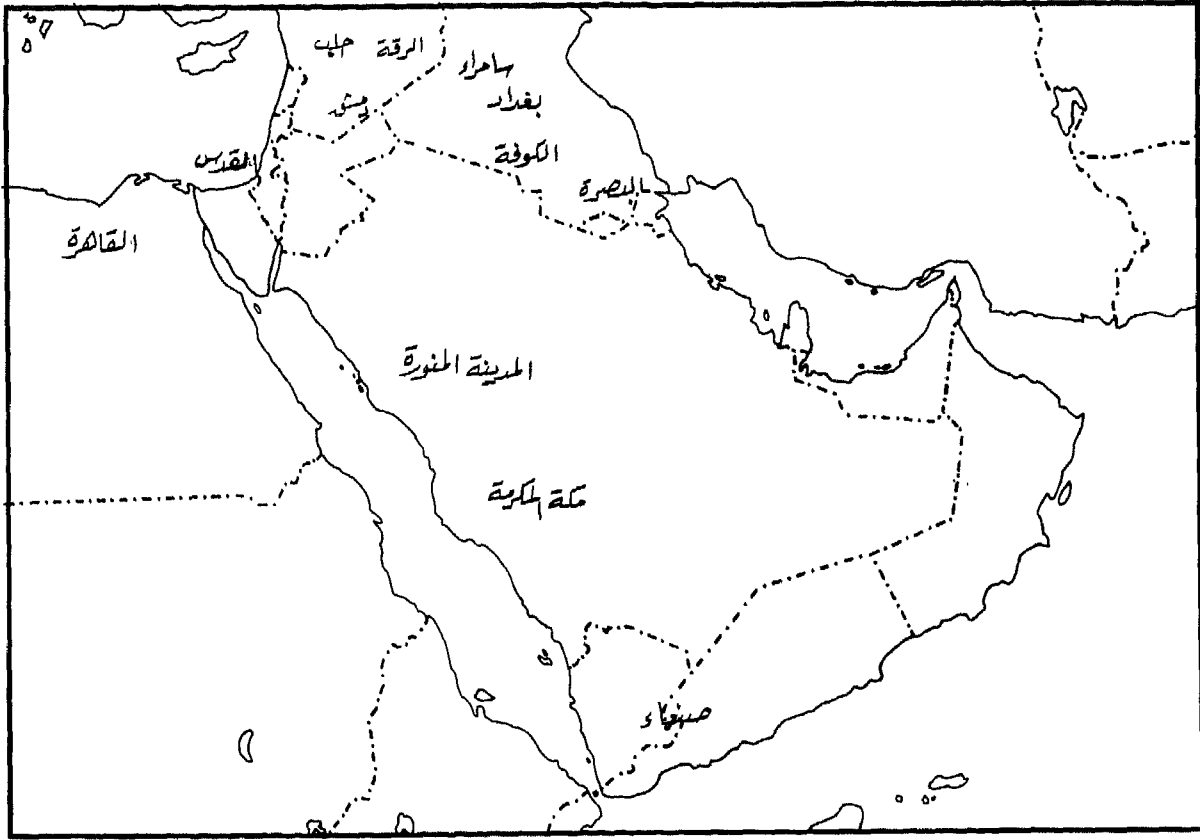 حلب
الرقة
سامراء
بغداد
دمشق
الكوفة
القدس
البصرة
القاهرة
المدينة المنورة
مكة المكرمة
صنعاء